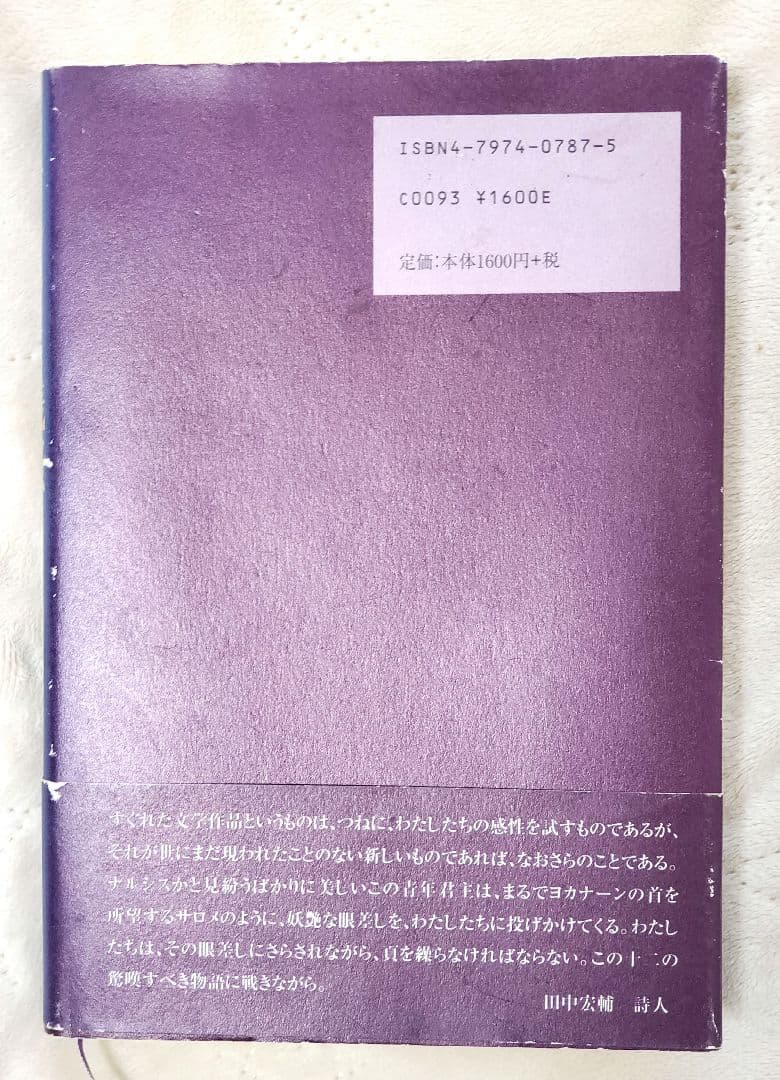 ISBN4-7974-0787-5
C0093 ¥1600E
定価:本体1600円+税
すぐれた文学作品というものは、つねに、わたしたちの感性を試すものであるが、
それが世にまだ現われたことのない新しいものであれば、なおさらのことである。
ナルシスかと見紛うばかりに美しいこの青年君主は、まるでヨカナーンの首を
所望するサロメのように、妖艶な眼差しを、わたしたちに投げかけてくる。わたし
たちは、その眼差しにさらされながら、頁を繰らなければならない。この十二の
驚嘆すべき物語に戦きながら。
田中宏輔 詩人